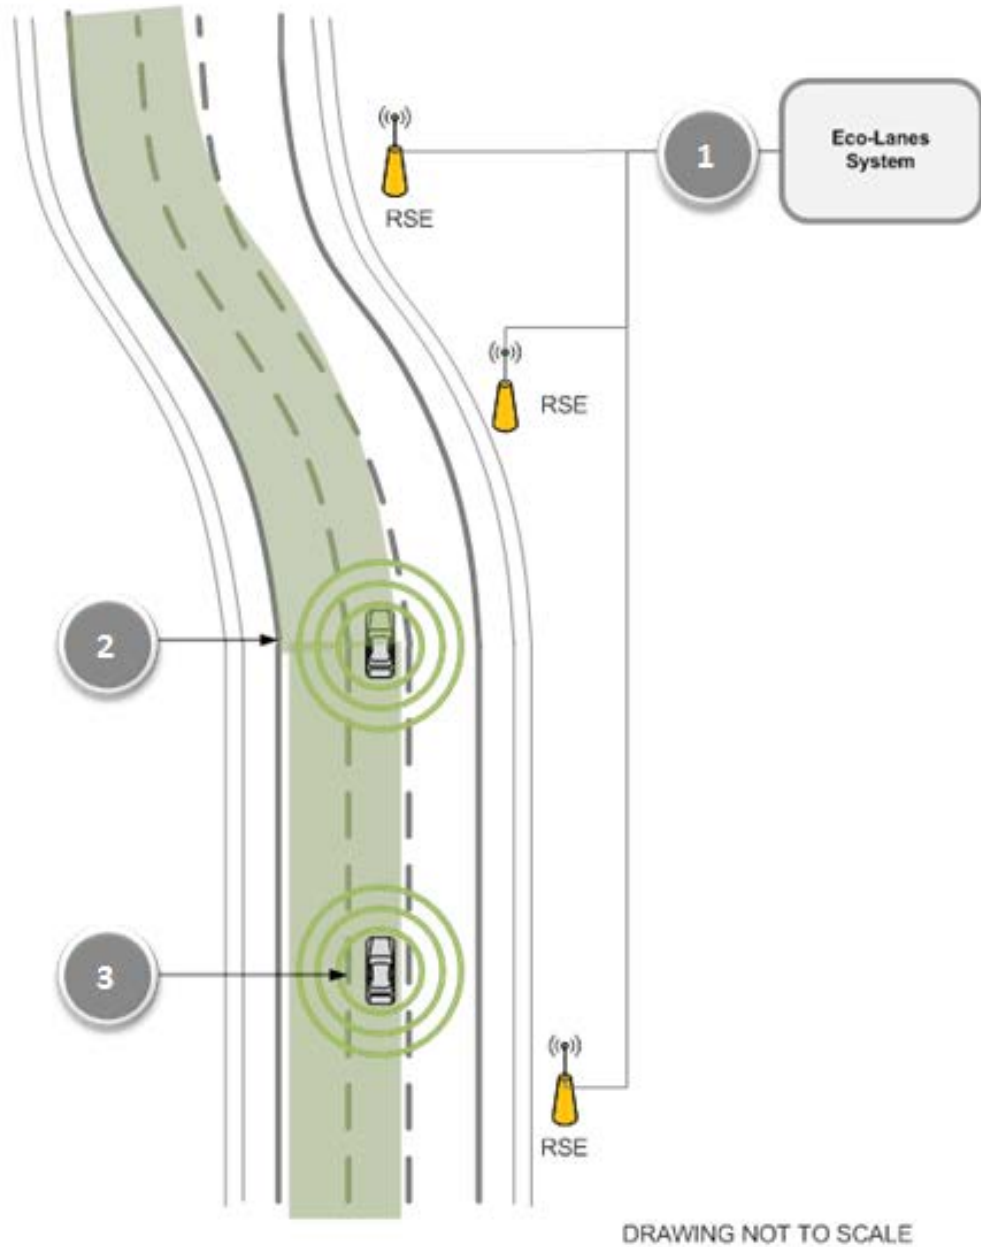 Eco-Lanes
System
1
RSE
RSE
2
3
RSE
DRAWING NOT TO SCALE